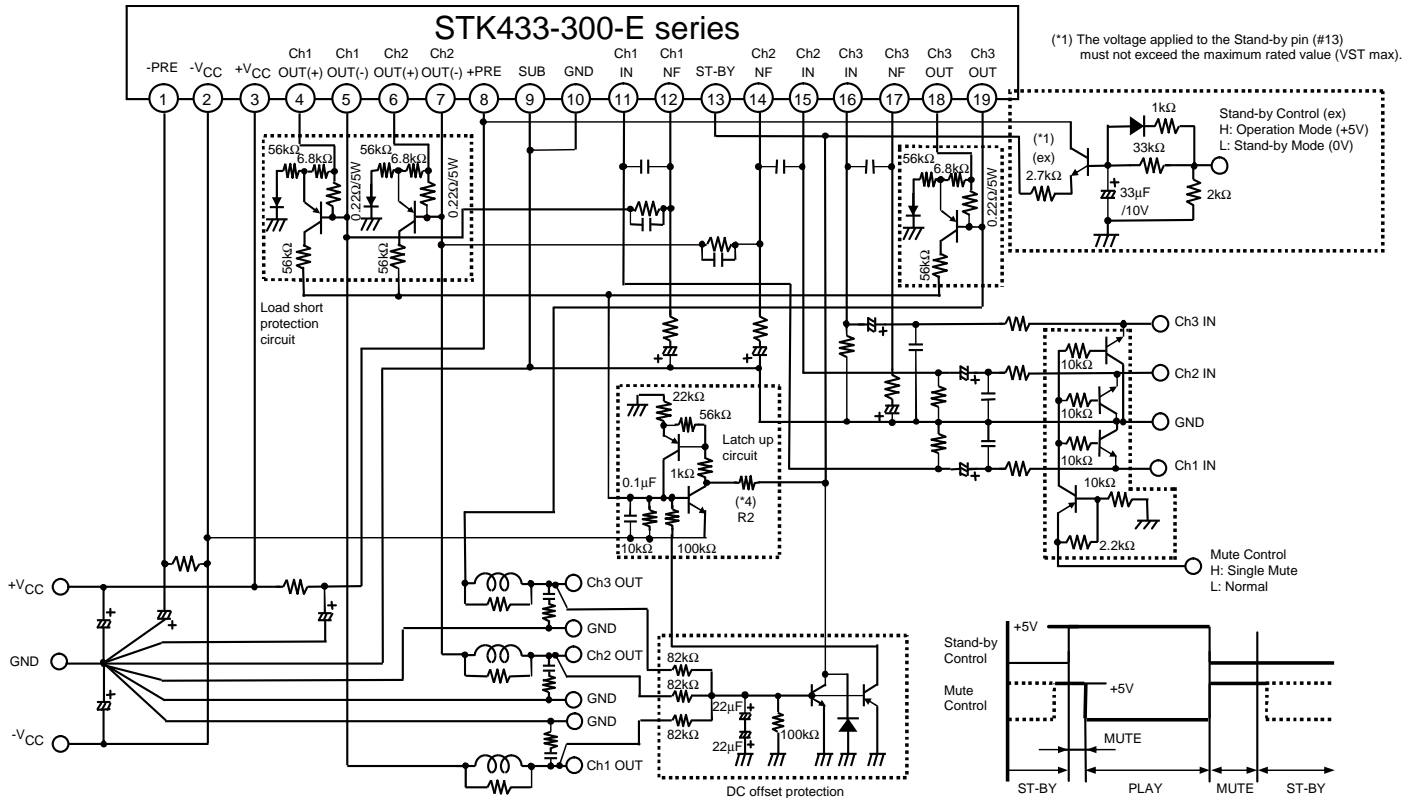 STK433-300-E series
(*1) The voltage applied to the Stand-by pin (#13)
must not exceed the maximum rated value (VST max).
-PRE
-VCC
+VCC
Ch1
OUT(+)
Ch1
OUT(-)
Ch2
OUT(+)
Ch2
OUT(-)
+PRE
SUB
GND
Ch1
IN
Ch1
NF
ST-BY
Ch2
NF
Ch2
IN
Ch3
IN
Ch3
NF
Ch3
OUT
Ch3
OUT
1
2
3
4
5
6
7
8
9
10
11
12
13
14
15
16
17
18
19
56kΩ
6.8kΩ
0.22Ω/5W
56kΩ
56kΩ
6.8kΩ
0.22Ω/5W
56kΩ
Load short
protection
circuit
56kΩ
6.8kΩ
0.22Ω/5W
56kΩ
(*1)
(ex)
2.7kΩ
1kΩ
33kΩ
33µF
/10V
2kΩ
Stand-by Control (ex)
H: Operation Mode (+5V)
L: Stand-by Mode (0V)
Ch3 IN
10kΩ
Ch2 IN
10kΩ
GND
10kΩ
Ch1 IN
10kΩ
2.2kΩ
Mute Control
H: Single Mute
L: Normal
22kΩ
56kΩ
Latch up
circuit
1kΩ
0.1µF
(*4)
R2
10kΩ
100kΩ
+VCC
GND
-VCC
Ch3 OUT
GND
Ch2 OUT
GND
GND
Ch1 OUT
82kΩ
82kΩ
82kΩ
22µF
22µF
100kΩ
DC offset protection
Stand-by
Control
+5V
Mute
Control
+5V
MUTE
ST-BY
PLAY
MUTE
ST-BY